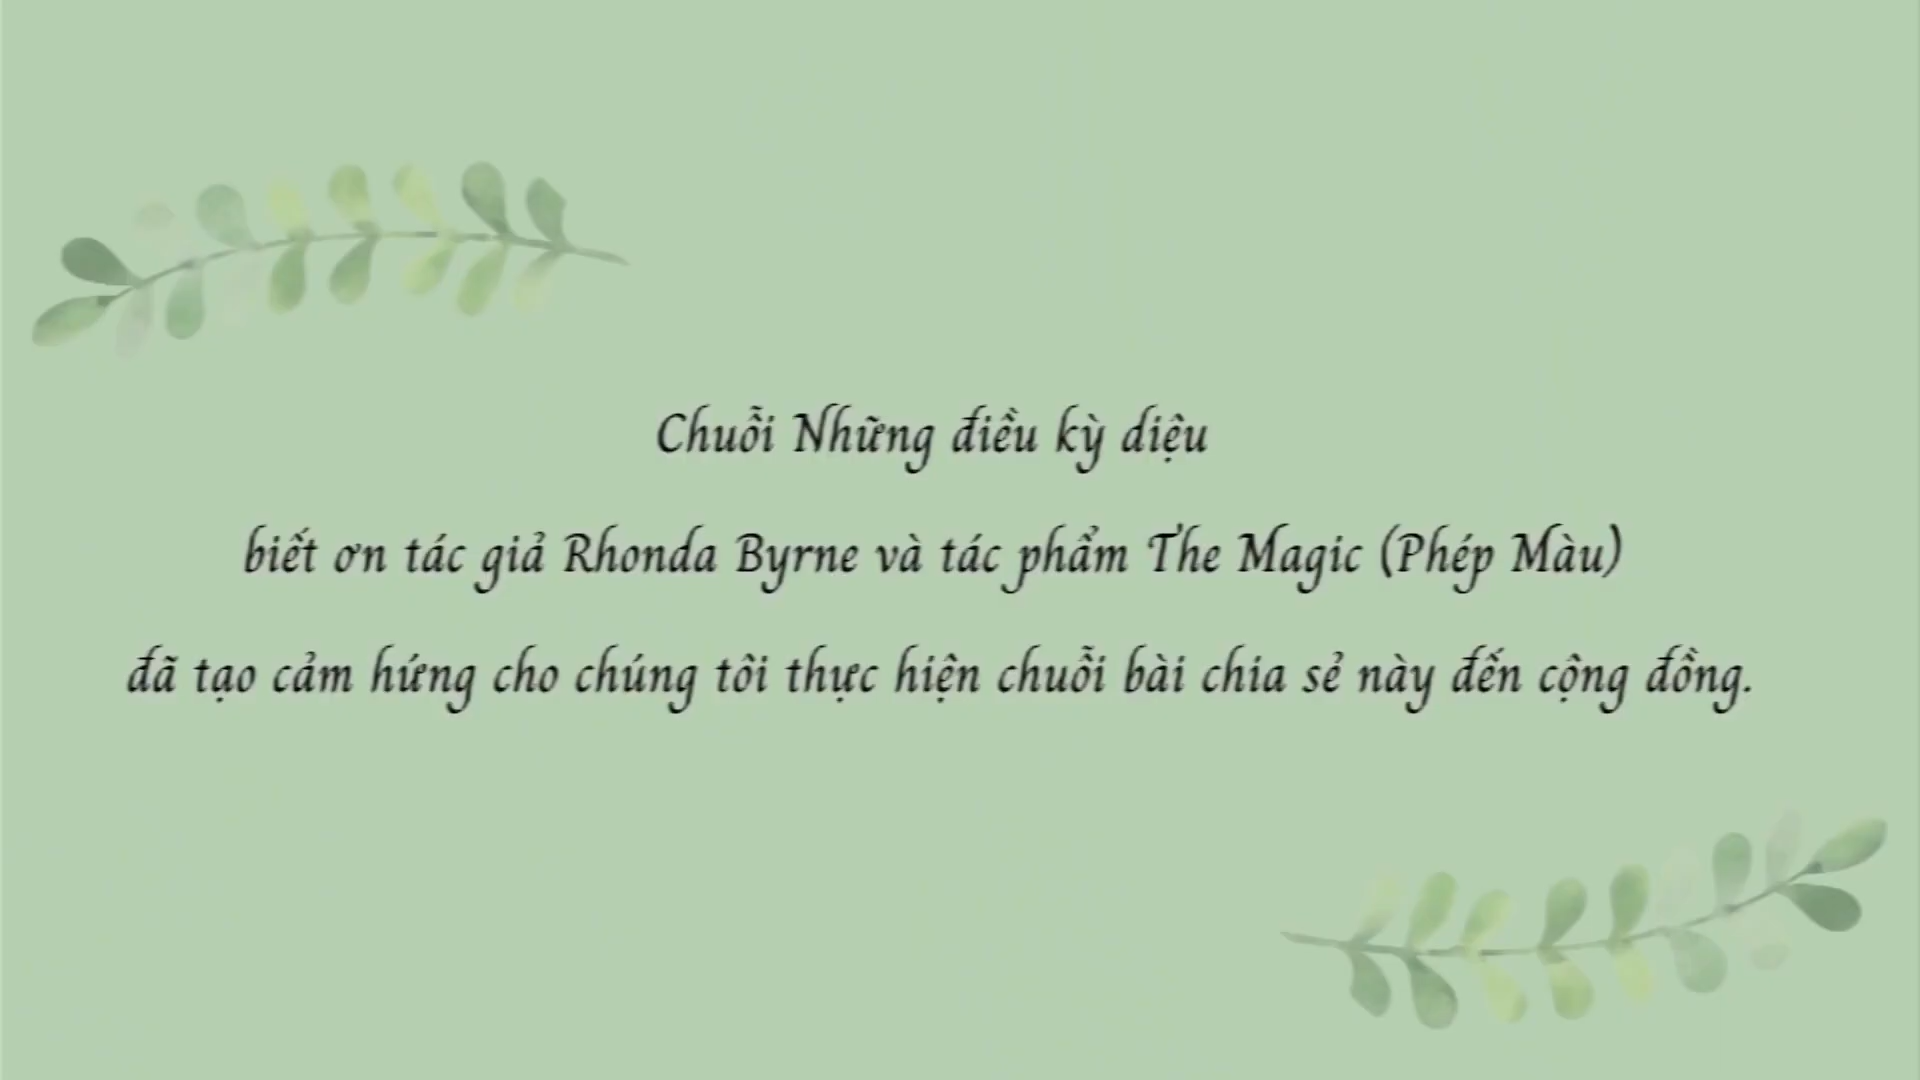 Chuỗi Những điều kỳ diệu
biết ơn tác giả Rhonda Byrne và tác phẩm The Magic (Phép Màu)
đã tạo cảm hứng cho chúng tôi thực hiện chuỗi bài chia sẻ này đến cộng đồng.